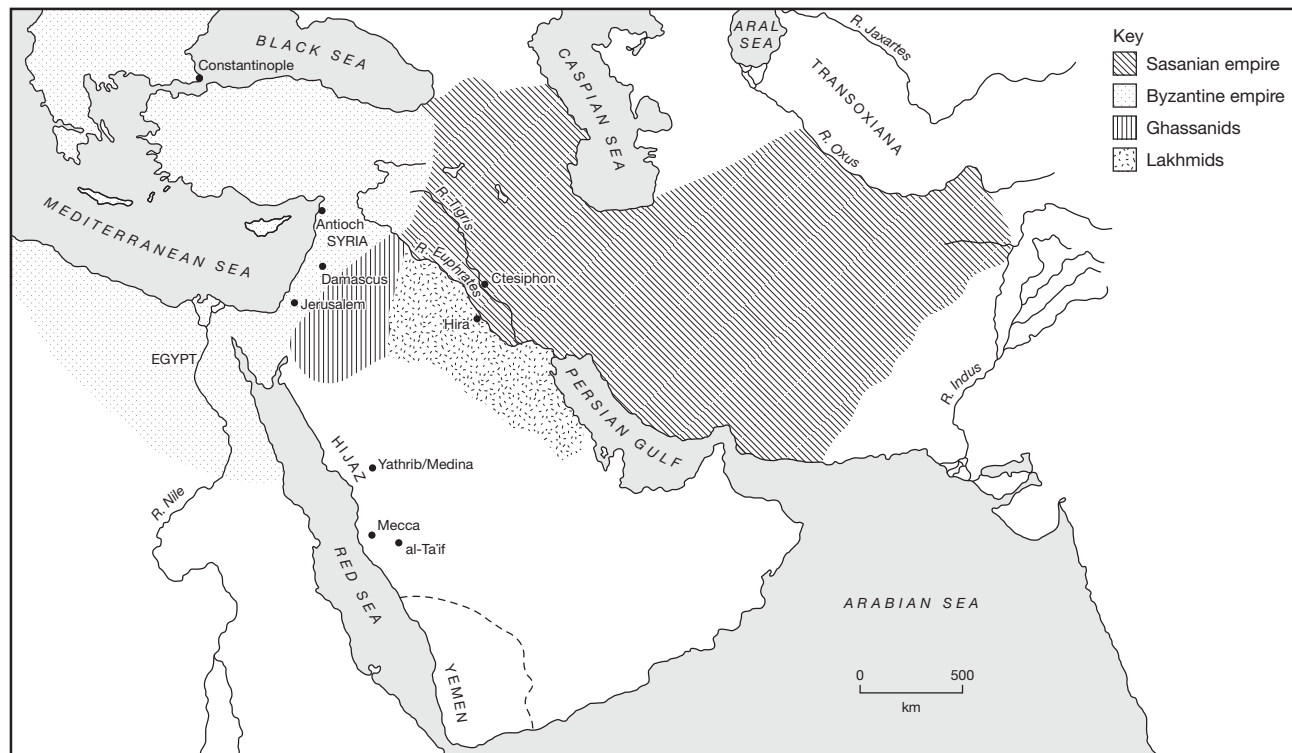 BLACK SEA
Constantinople
CASPIAN SEA
ARAL
SEA
R. Jaxartes
TRANSOXIANA
R. Oxus
Key
Sasanian empire
Byzantine empire
Ghassanids
Lakhmids
MEDITERRANEAN SEA
Antioch
SYRIA
Damascus
Jerusalem
R. Tigris
R. Euphrates
Ctesiphon
Hira
EGYPT
R. Nile
PERSIAN GULF
R. Indus
HIJAZ
Yathrib/Medina
Mecca
al-Ta'if
RED SEA
YEMEN
ARABIAN SEA
0 500
km